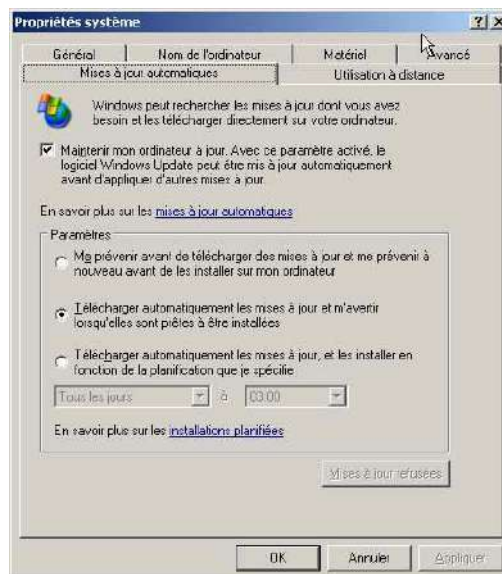 Propriétés système
Général
Nom de l'ordinateur
Matériel
Avancé
Mises à jour automatiques
Utilisation à distance
Windows peut rechercher les mises à jour dont vous avez
besoin et les télécharger directement sur votre ordinateur.
Maintenir mon ordinateur à jour. Avec ce paramètre activé, le
logiciel Windows Update peut être mis à jour automatiquement
avant d'appliquer d'autres mises à jour.
En savoir plus sur les mises à jour automatiques
Paramètres
Me prévenir avant de télécharger des mises à jour et me prévenir à
nouveau avant de les installer sur mon ordinateur
Télécharger automatiquement les mises à jour et m'avertir
lorsqu'elles sont prêtes à être installées
Télécharger automatiquement les mises à jour, et les installer en
fonction de la planification que je spécifie
Tous les jours à 03:00
En savoir plus sur les installations planifiées
Mises à jour refusées
OK
Annuler
Appliquer